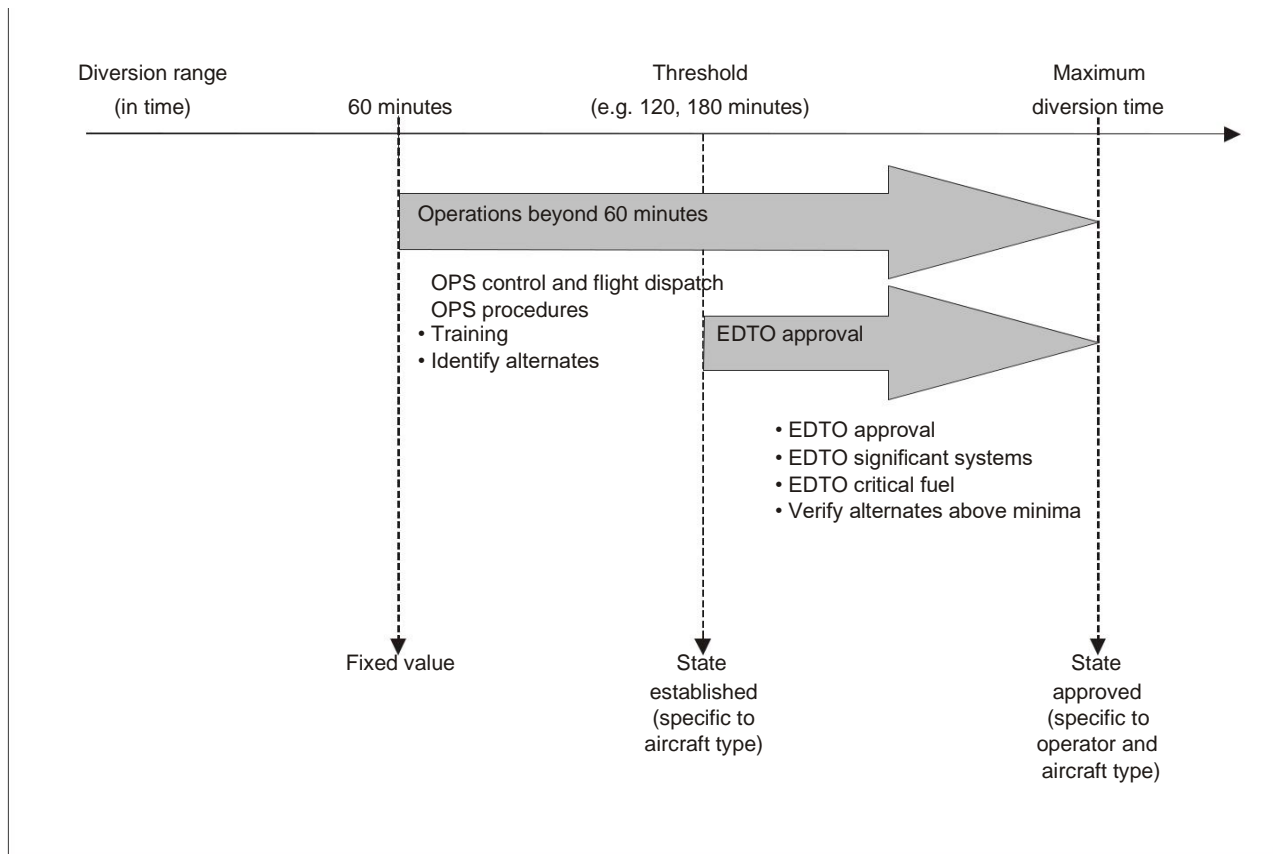 Diversion range
(in time)
60 minutes
Threshold
(e.g. 120, 180 minutes)
Maximum
diversion time
Operations beyond 60 minutes
OPS control and flight dispatch
OPS procedures
• Training
• Identify alternates
EDTO approval
• EDTO approval
• EDTO significant systems
• EDTO critical fuel
• Verify alternates above minima
Fixed value
State
established
(specific to
aircraft type)
State
approved
(specific to
operator and
aircraft type)